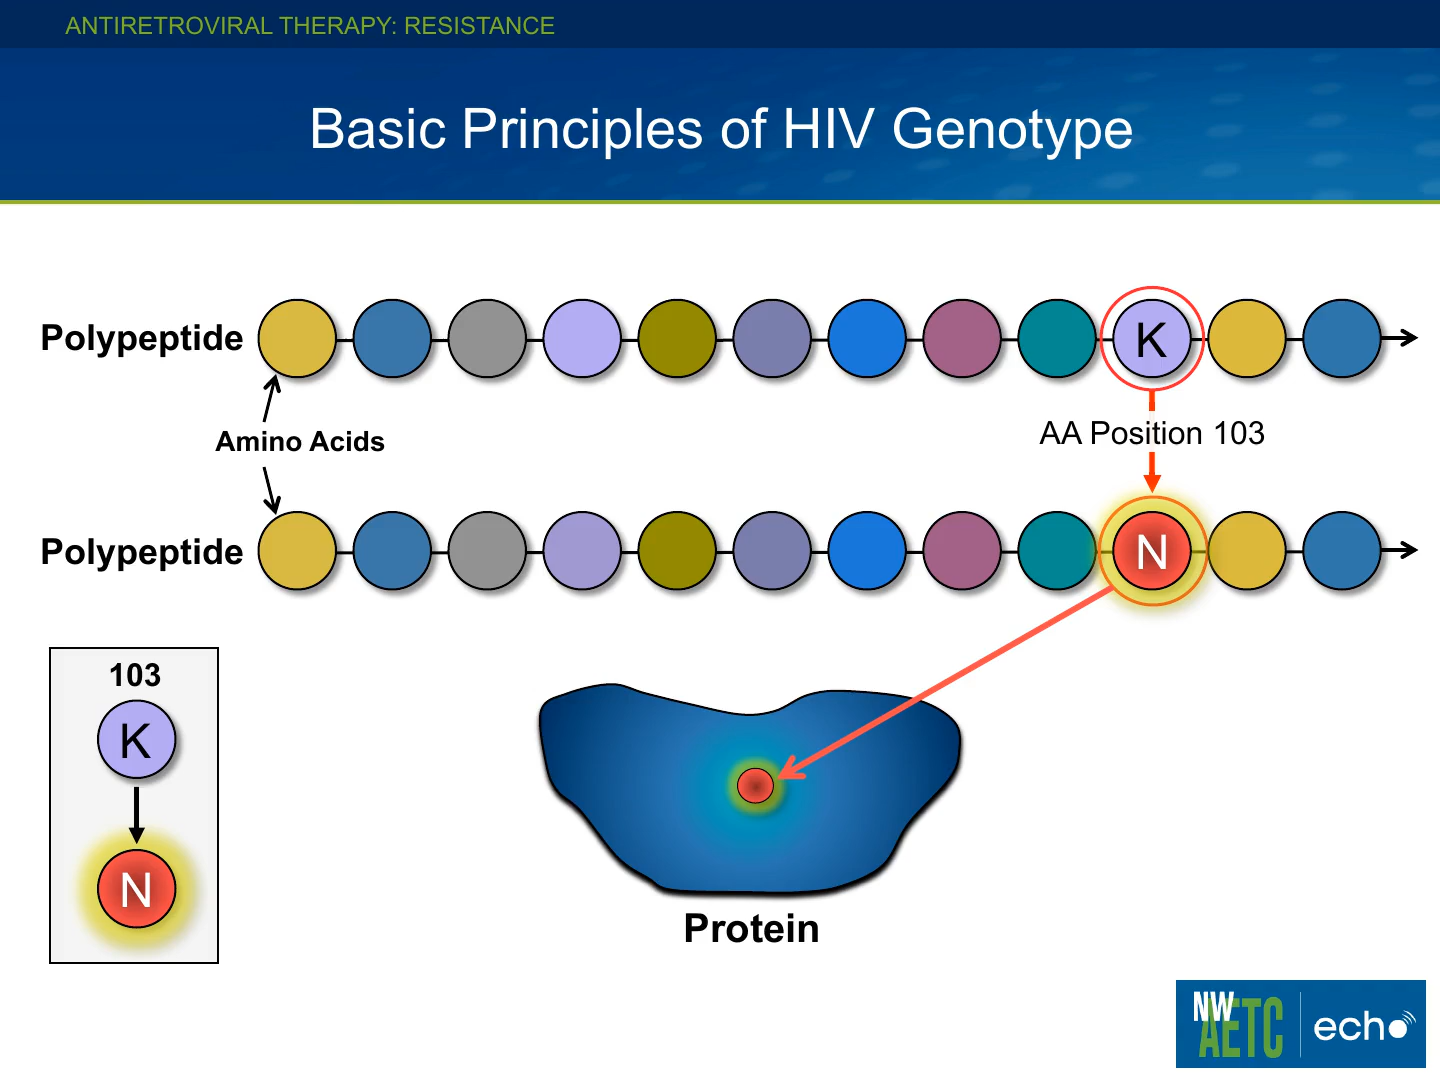 ANTIRETROVIRAL THERAPY: RESISTANCE
Basic Principles of HIV Genotype
Polypeptide
K
Amino Acids
AA Position 103
Polypeptide
N
103
K
N
Protein
NW
AETC
echo